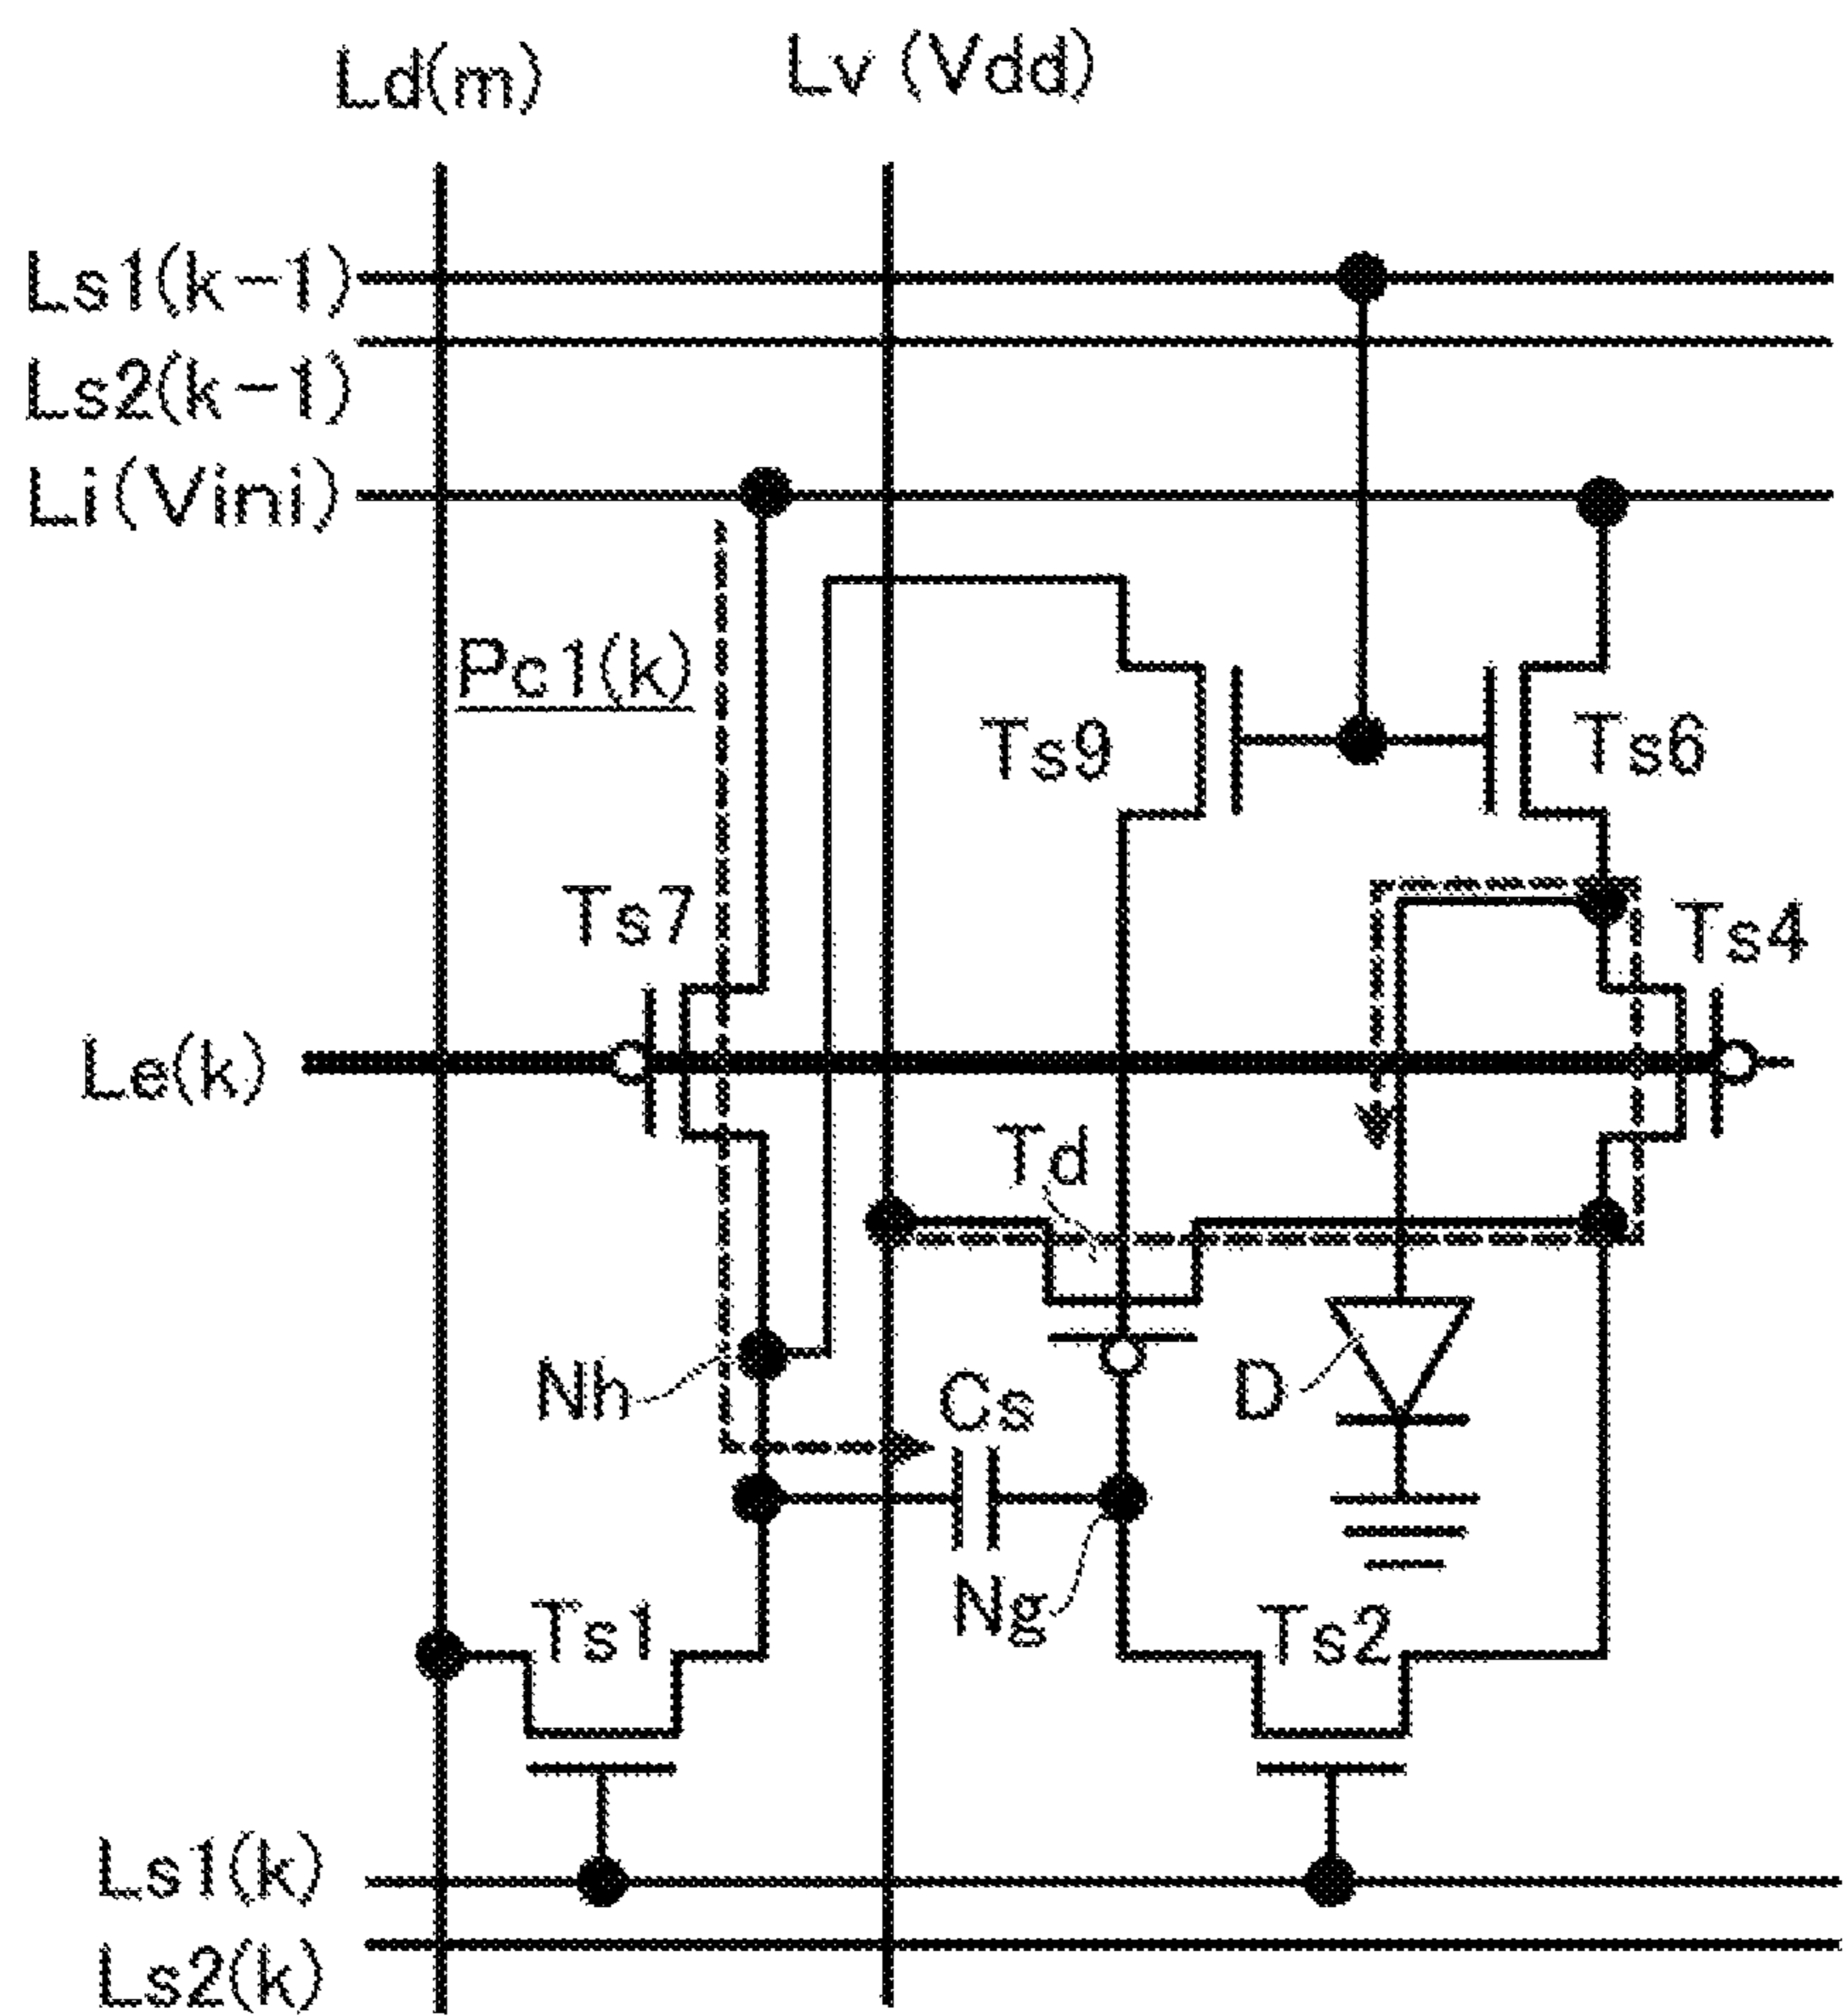 Ld(m)
Lv (Vdd)
Ls1(k-1)
Ls2(k-1)
Li(Vini)
Pc1(k)
Ts9
Ts6
Ts7
Ts4
Le(k)
Td
Nh
Cs
D
Ng
Ts1
Ts2
Ls1(k)
Ls2(k)